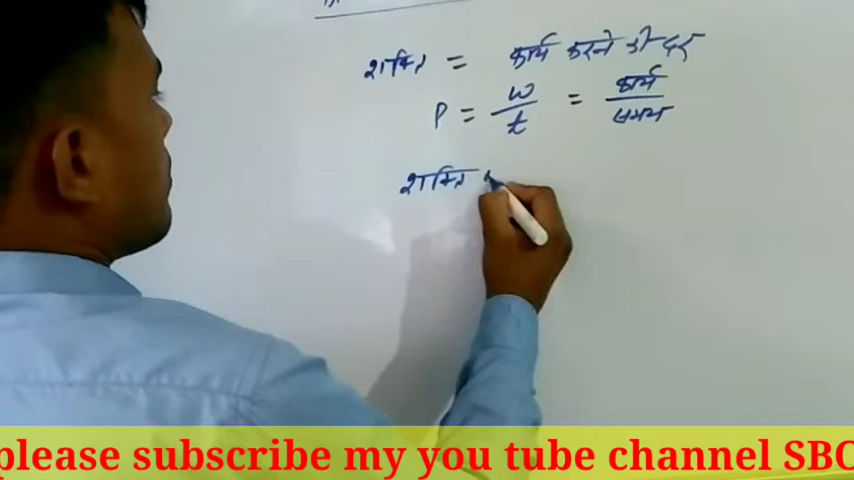 शक्ति = कार्य करने की दर
P = W/t = कार्य/समय
शक्ति
please subscribe my you tube channel SBC